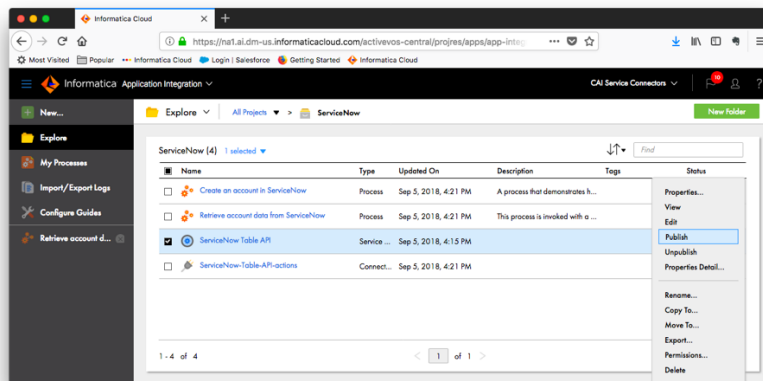 Informatica Cloud
https://na1.ai.dm-us.informaticacloud.com/activevos-central/projres/apps/app-integ
Most Visited Popular Informatica Cloud Login | Salesforce Getting Started Informatica Cloud
Informatica Application Integration CAI Service Connectors 10 ?
New...
Explore
My Processes
Import/Export Logs
Configure Guides
Retrieve account d...
Explore All Projects > ServiceNow New Folder
ServiceNow (4) 1 selected Find
Name Type Updated On Description Tags Status
Create an account in ServiceNow Process Sep 5, 2018, 4:21 PM A process that demonstrates h...
Retrieve account data from ServiceNow Process Sep 5, 2018, 4:21 PM This process is invoked with a ...
ServiceNow Table API Service ... Sep 5, 2018, 4:15 PM
ServiceNow-Table-API-actions Connect... Sep 5, 2018, 4:21 PM
1 - 4 of 4 < 1 of 1 >
Properties...
View
Edit
Publish
Unpublish
Properties Detail...
Rename...
Copy To...
Move To...
Export...
Permissions...
Delete